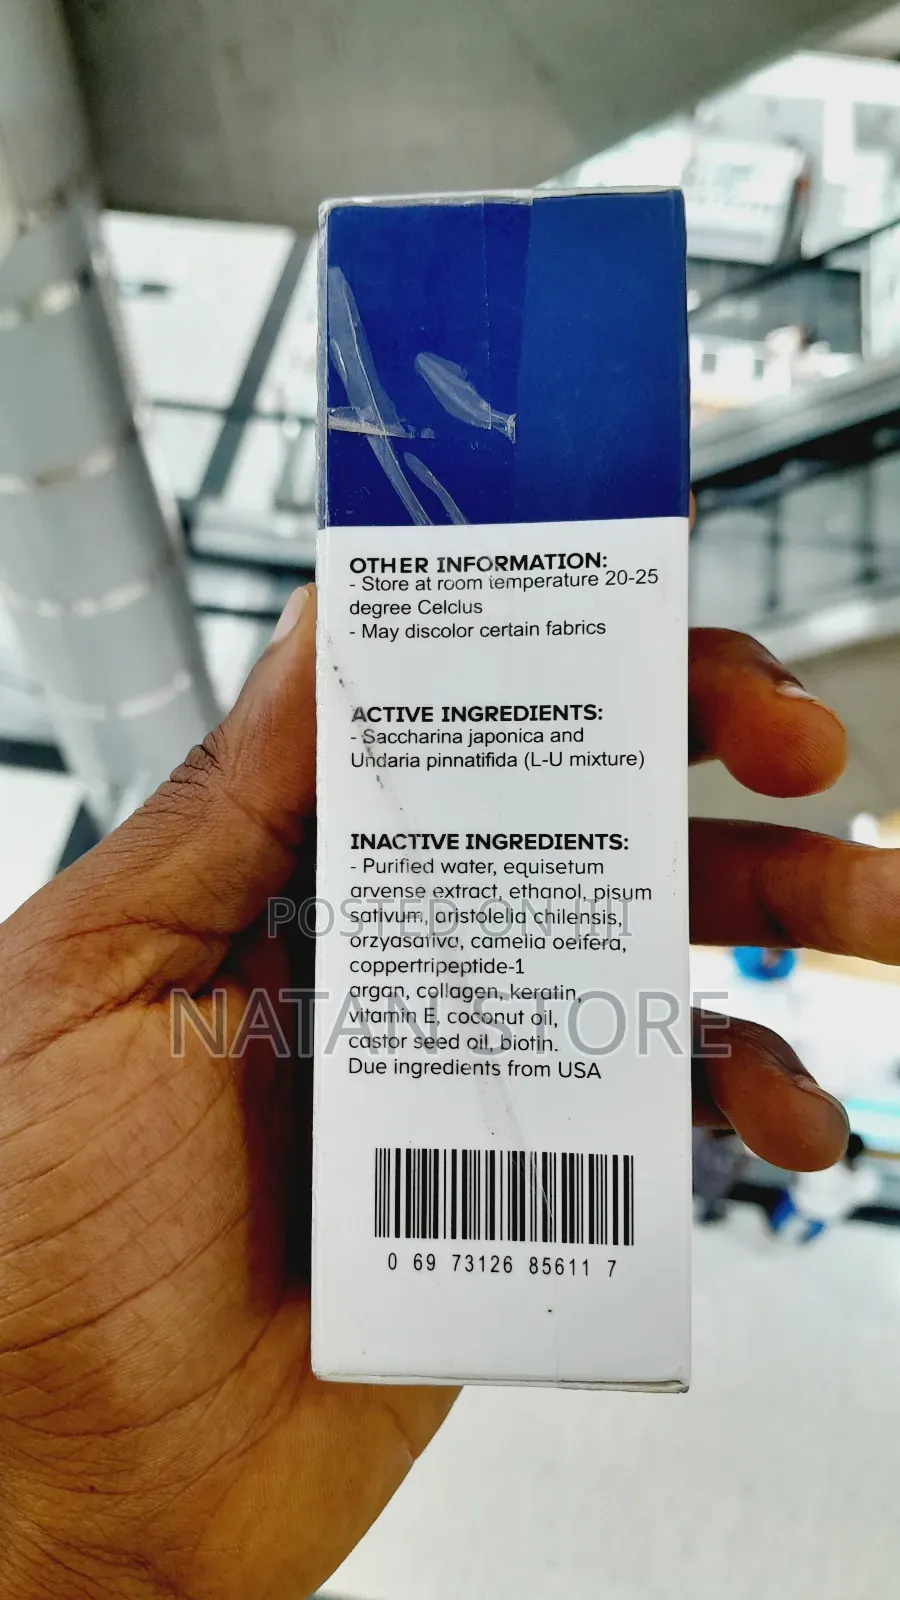 OTHER INFORMATION:
- Store at room temperature 20-25
degree Celclus
- May discolor certain fabrics
ACTIVE INGREDIENTS:
- Saccharina japonica and
Undaria pinnatifida (L-U mixture)
INACTIVE INGREDIENTS:
- Purified water, equisetum
arvense extract, ethanol, pisum
sativum, aristolelia chilensis,
POSTED ON
orzyasativa, camelia oeifera,
coppertripeptide-1
argan, collagen, keratin,
NATAN STORE
vitamin E, coconut oil,
castor seed oil, biotin.
Due ingredients from USA
0 69 73126 85611 7